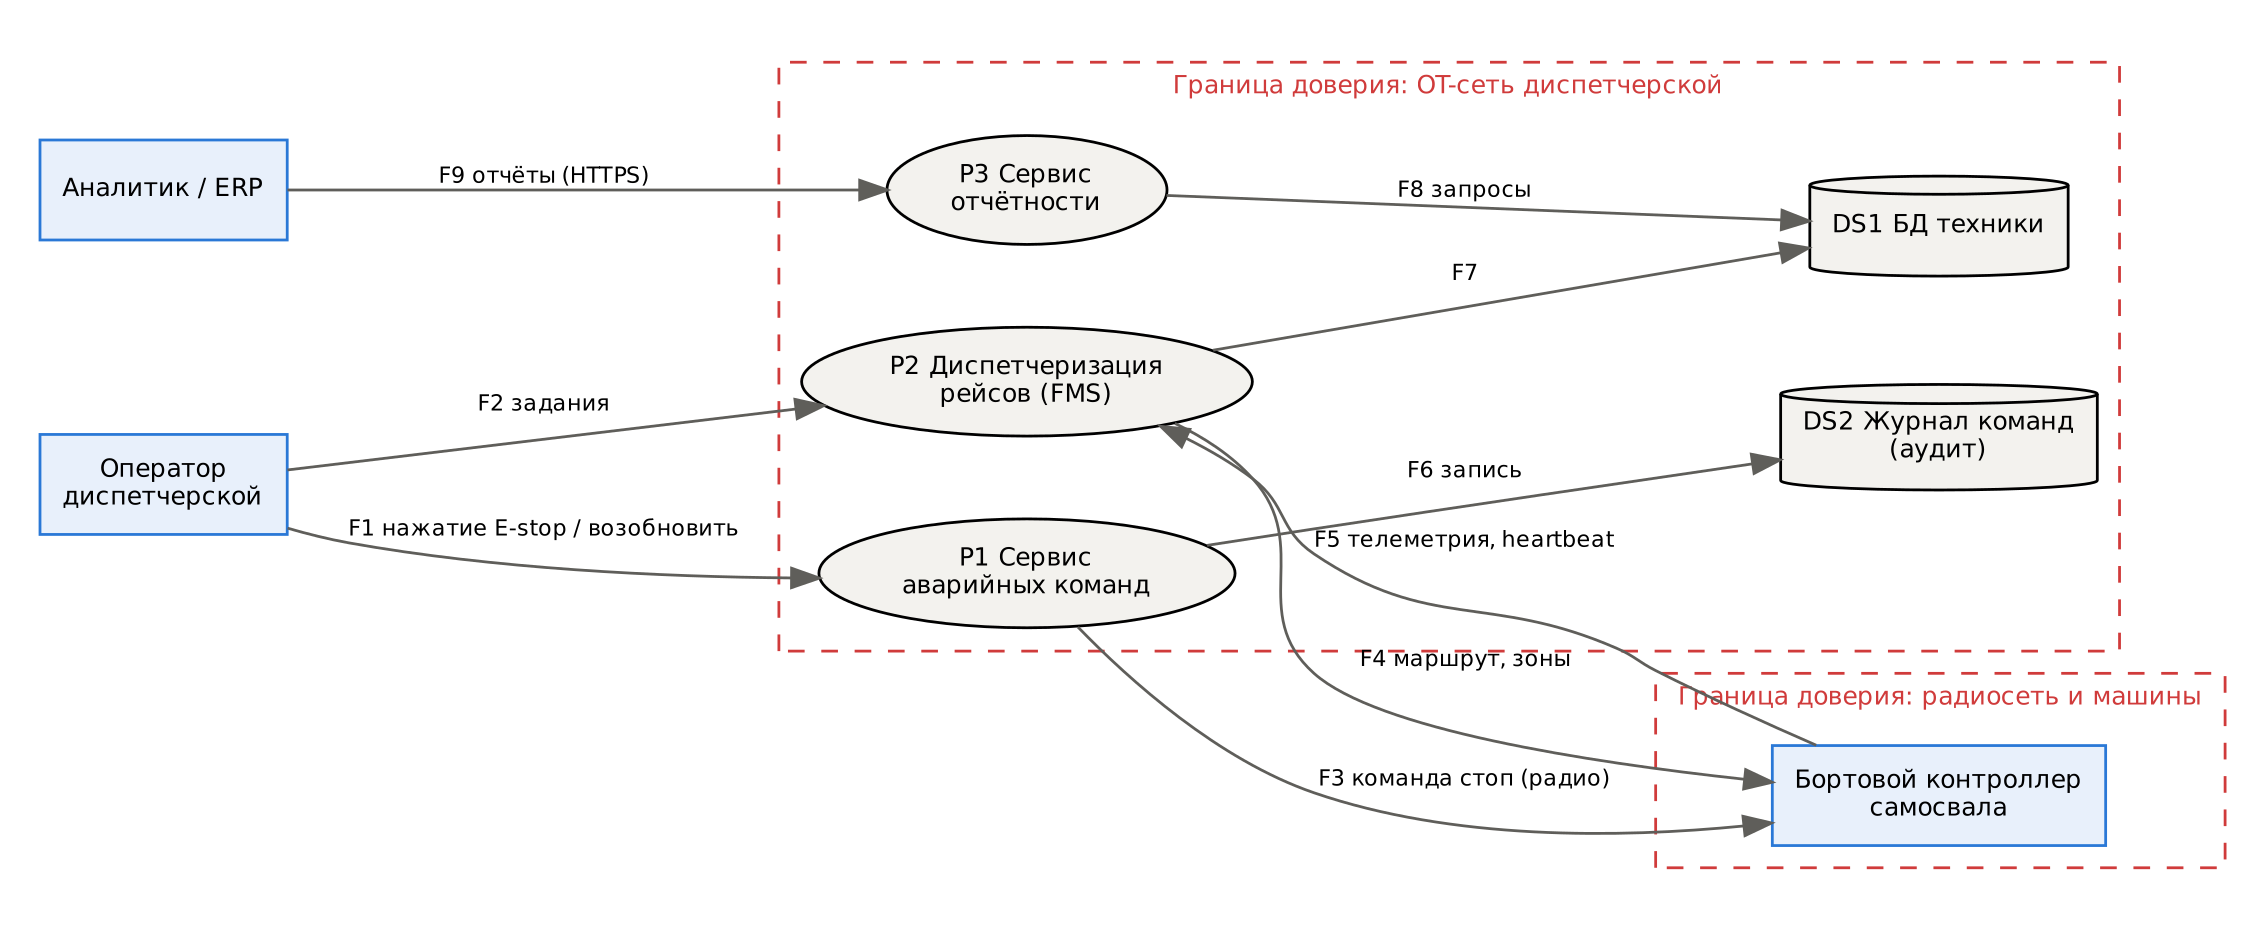 Граница доверия: ОТ-сеть диспетчерской
Аналитик / ERP
F9 отчёты (HTTPS)
P3 Сервис
отчётности
F8 запросы
DS1 БД техники
F7
P2 Диспетчеризация
рейсов (FMS)
F2 задания
DS2 Журнал команд
(аудит)
Оператор
диспетчерской
F6 запись
F1 нажатие E-stop / возобновить
F5 телеметрия, heartbeat
P1 Сервис
аварийных команд
F4 маршрут, зоны
Граница доверия: радиосеть и машины
F3 команда стоп (радио)
Бортовой контроллер
самосвала